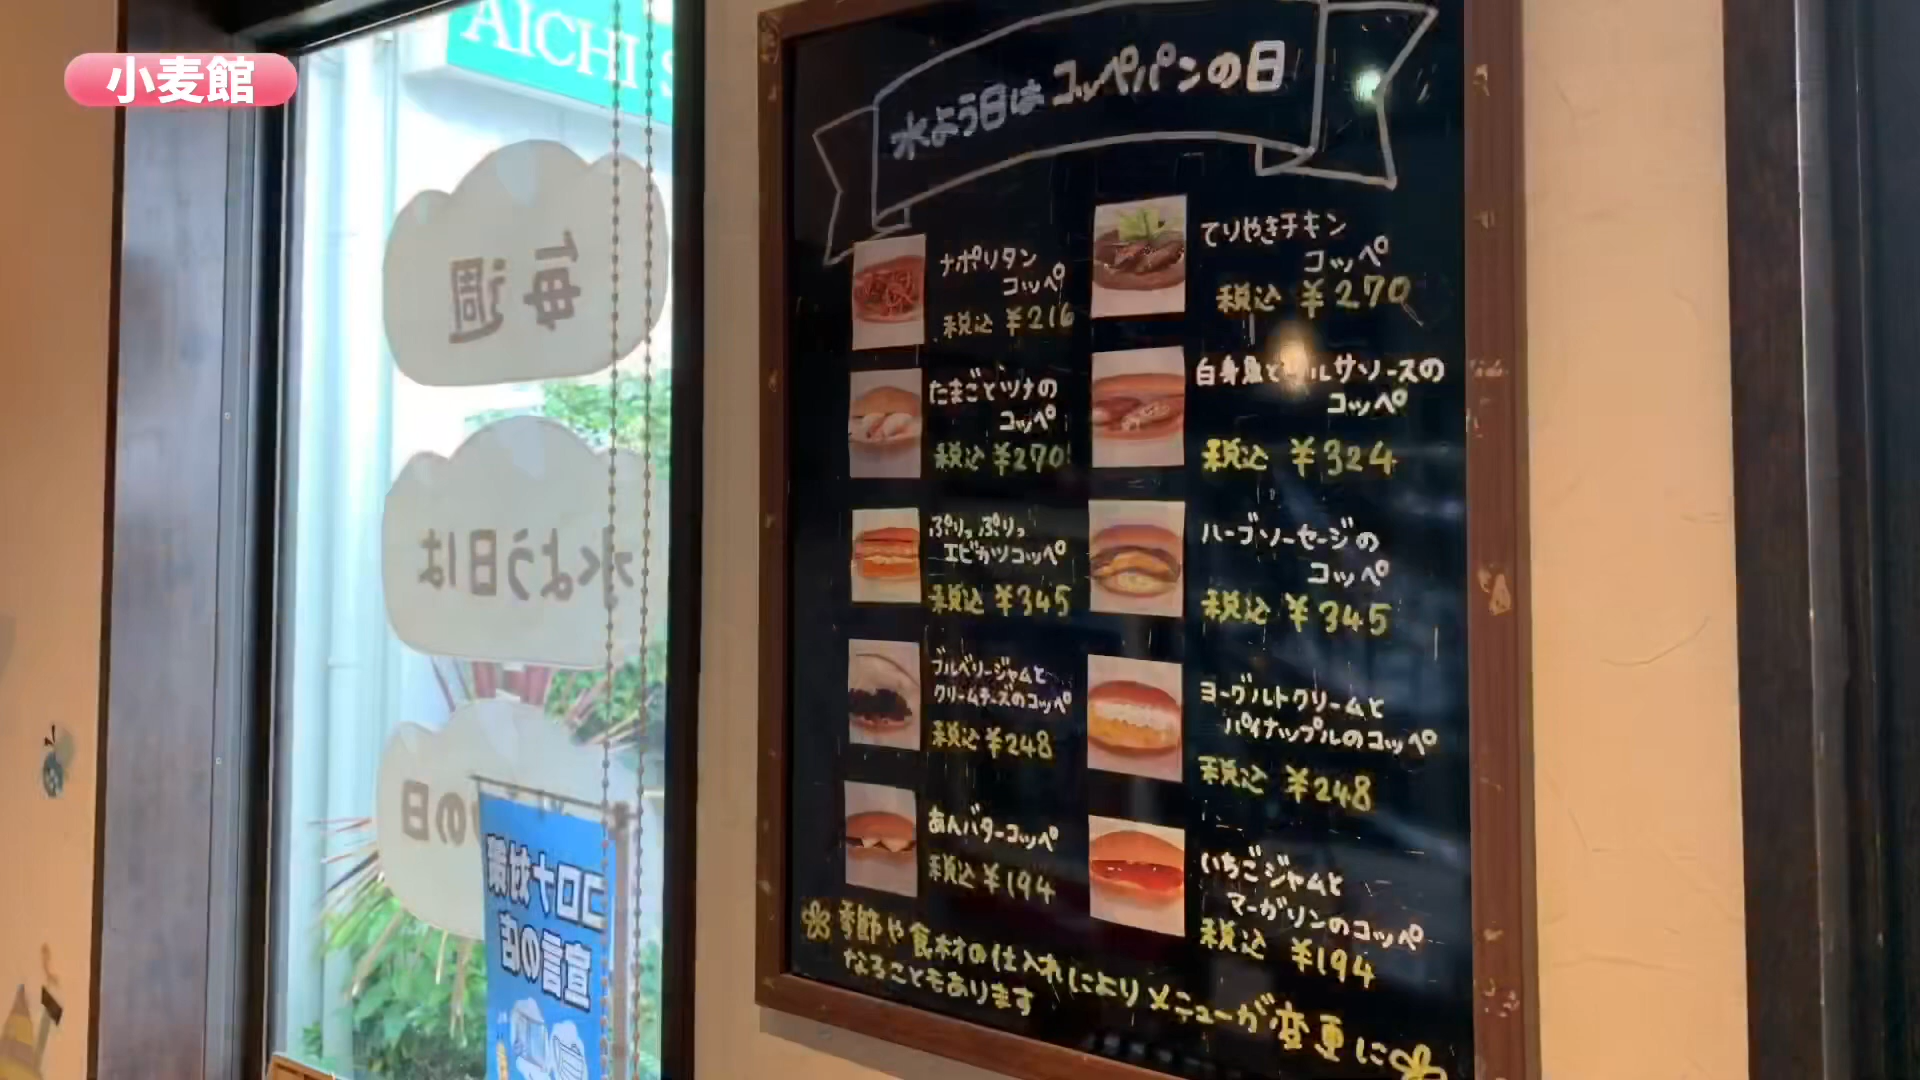 小麦館
AICHI S
毎週
水よう日は
の日
コロナ対策
宣言の店
水よう日はコッペパンの日
ナポリタン
コッペ
税込 ¥216
たまごとツナの
コッペ
税込 ¥270
ぷりっぷりっ
エビカツコッペ
税込 ¥345
ブルベリージャムと
クリームチーズのコッペ
税込 ¥248
あんバターコッペ
税込 ¥194
てりやきチキン
コッペ
税込 ¥270
白身魚と ルサソースの
コッペ
税込 ¥324
ハーブソーセージの
コッペ
税込 ¥345
ヨーグルトクリームと
パイナップルのコッペ
税込 ¥248
いちごジャムと
マーガリンのコッペ
税込 ¥194
季節や食材の仕入れによりメニューが変更に
なることもあります